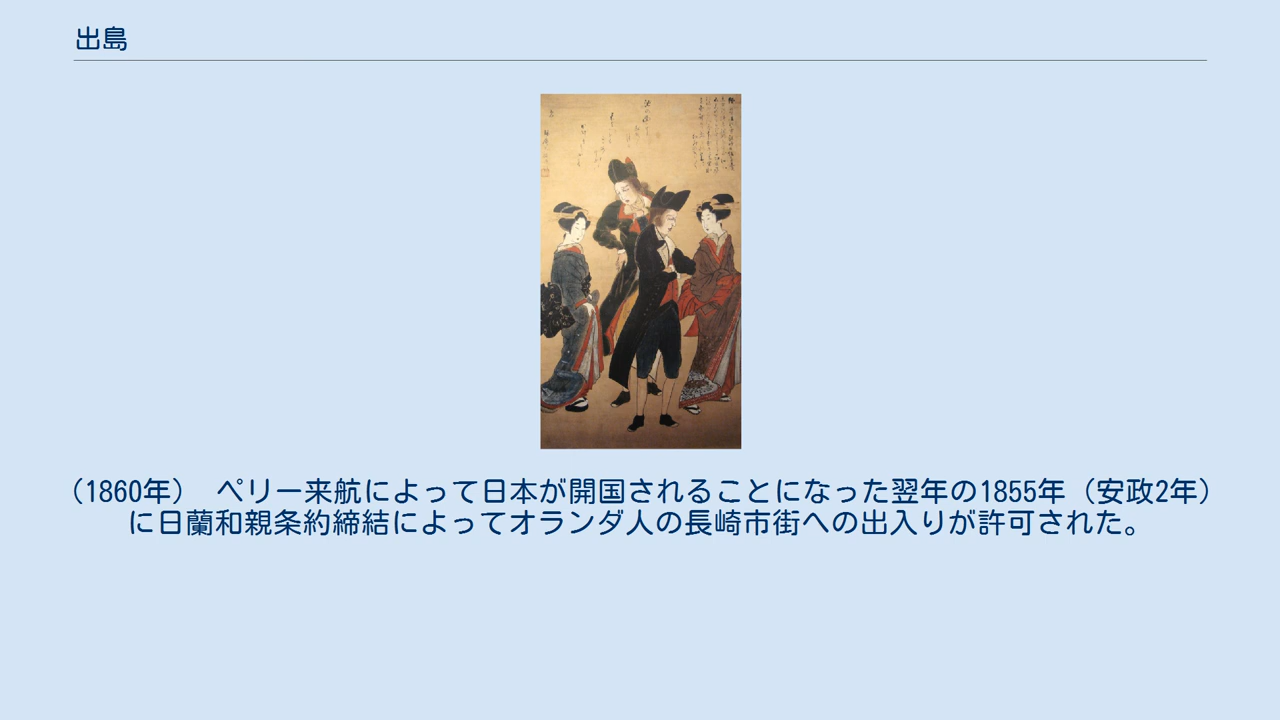 出島
（1860年）　ペリー来航によって日本が開国されることになった翌年の1855年（安政2年）
に日蘭和親条約締結によってオランダ人の長崎市街への出入りが許可された。